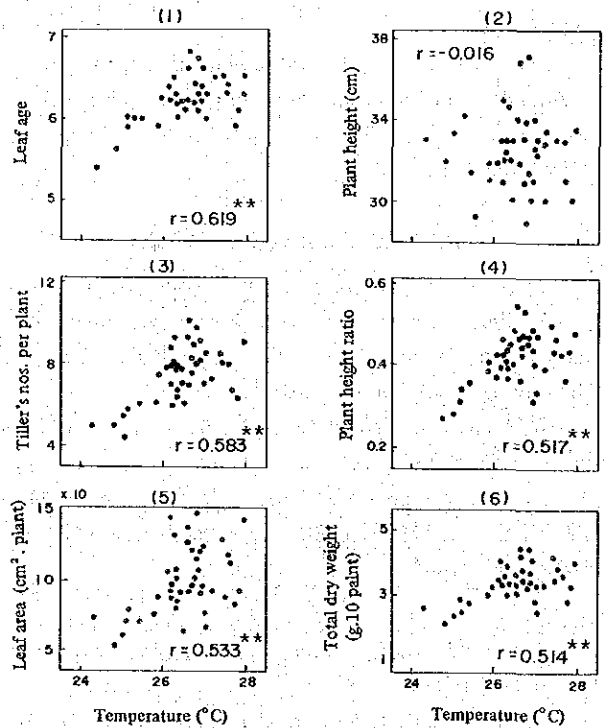 (1)
7
6
5
Leaf age
r=0.619**
(2)
38
34
30
Plant height (cm)
r=-0.016
(3)
12
8
4
Tiller's nos. per plant
r=0.583**
(4)
0.6
0.4
0.2
Plant height ratio
r=0.517**
(5)
x 10
15
10
5
Leaf area (cm². plant)
r=0.533**
24 26 28
Temperature (°C)
(6)
5
3
1
Total dry weight
(g.10 paint)
r=0.514**
24 26 28
Temperature (°C)